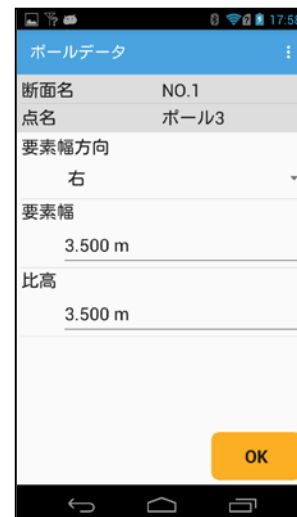 17:58
ポールデータ
断面名 NO.1
点名 ポール3
要素幅方向
右
要素幅
3.500 m
比高
3.500 m
OK